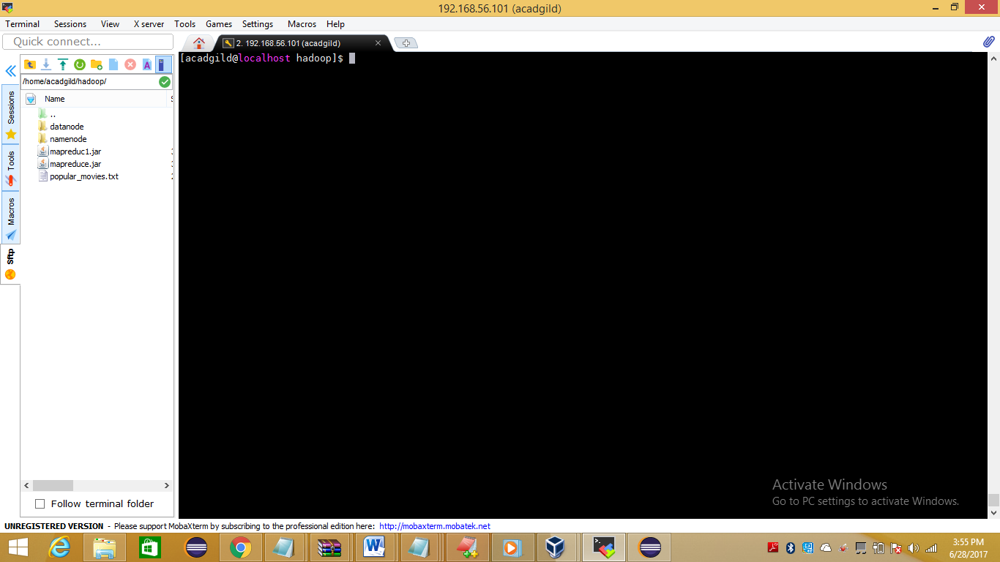 192.168.56.101 (acadgild)
Terminal Sessions View X server Tools Games Settings Macros Help
Quick connect...
2. 192.168.56.101 (acadgild)
[acadgild@localhost hadoop]$
/home/acadgild/hadoop/
Name
..
datanode
namenode
mapreduc1.jar
mapreduce.jar
popular_movies.txt
Sessions
Tools
Macros
Sftp
Follow terminal folder
Activate Windows
Go to PC settings to activate Windows.
UNREGISTERED VERSION - Please support MobaXterm by subscribing to the professional edition here: http://mobaxterm.mobatek.net
3:55 PM
6/28/2017